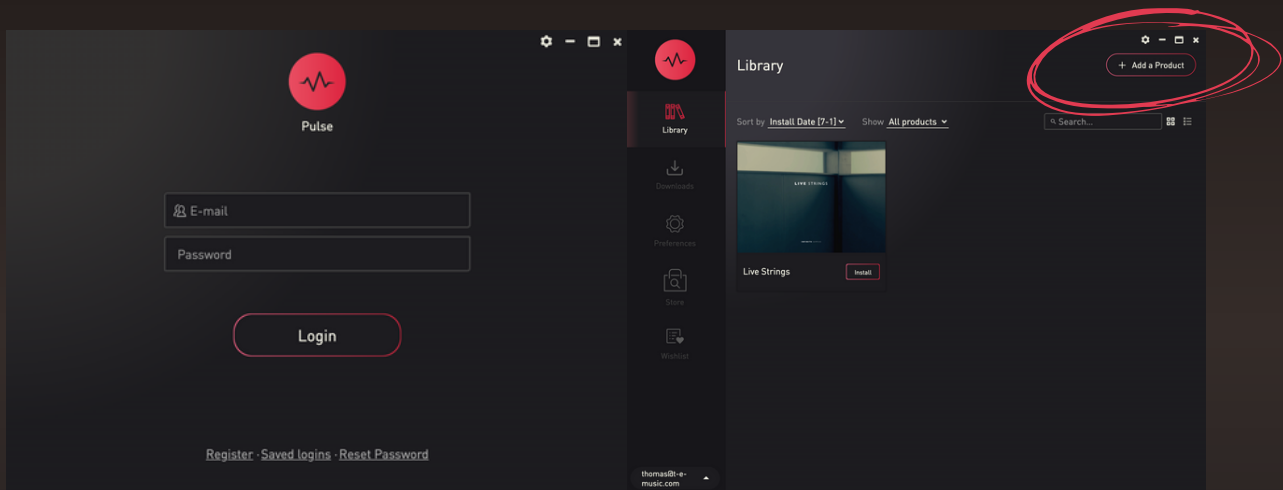 Pulse
E-mail
Password
Login
Register · Saved logins · Reset Password
Library
Downloads
Preferences
Store
Wishlist
thomas@t-e-
music.com
Library
+ Add a Product
Sort by Install Date [7-1] Show All products
Search...
LIVE STRINGS
Live Strings
Install